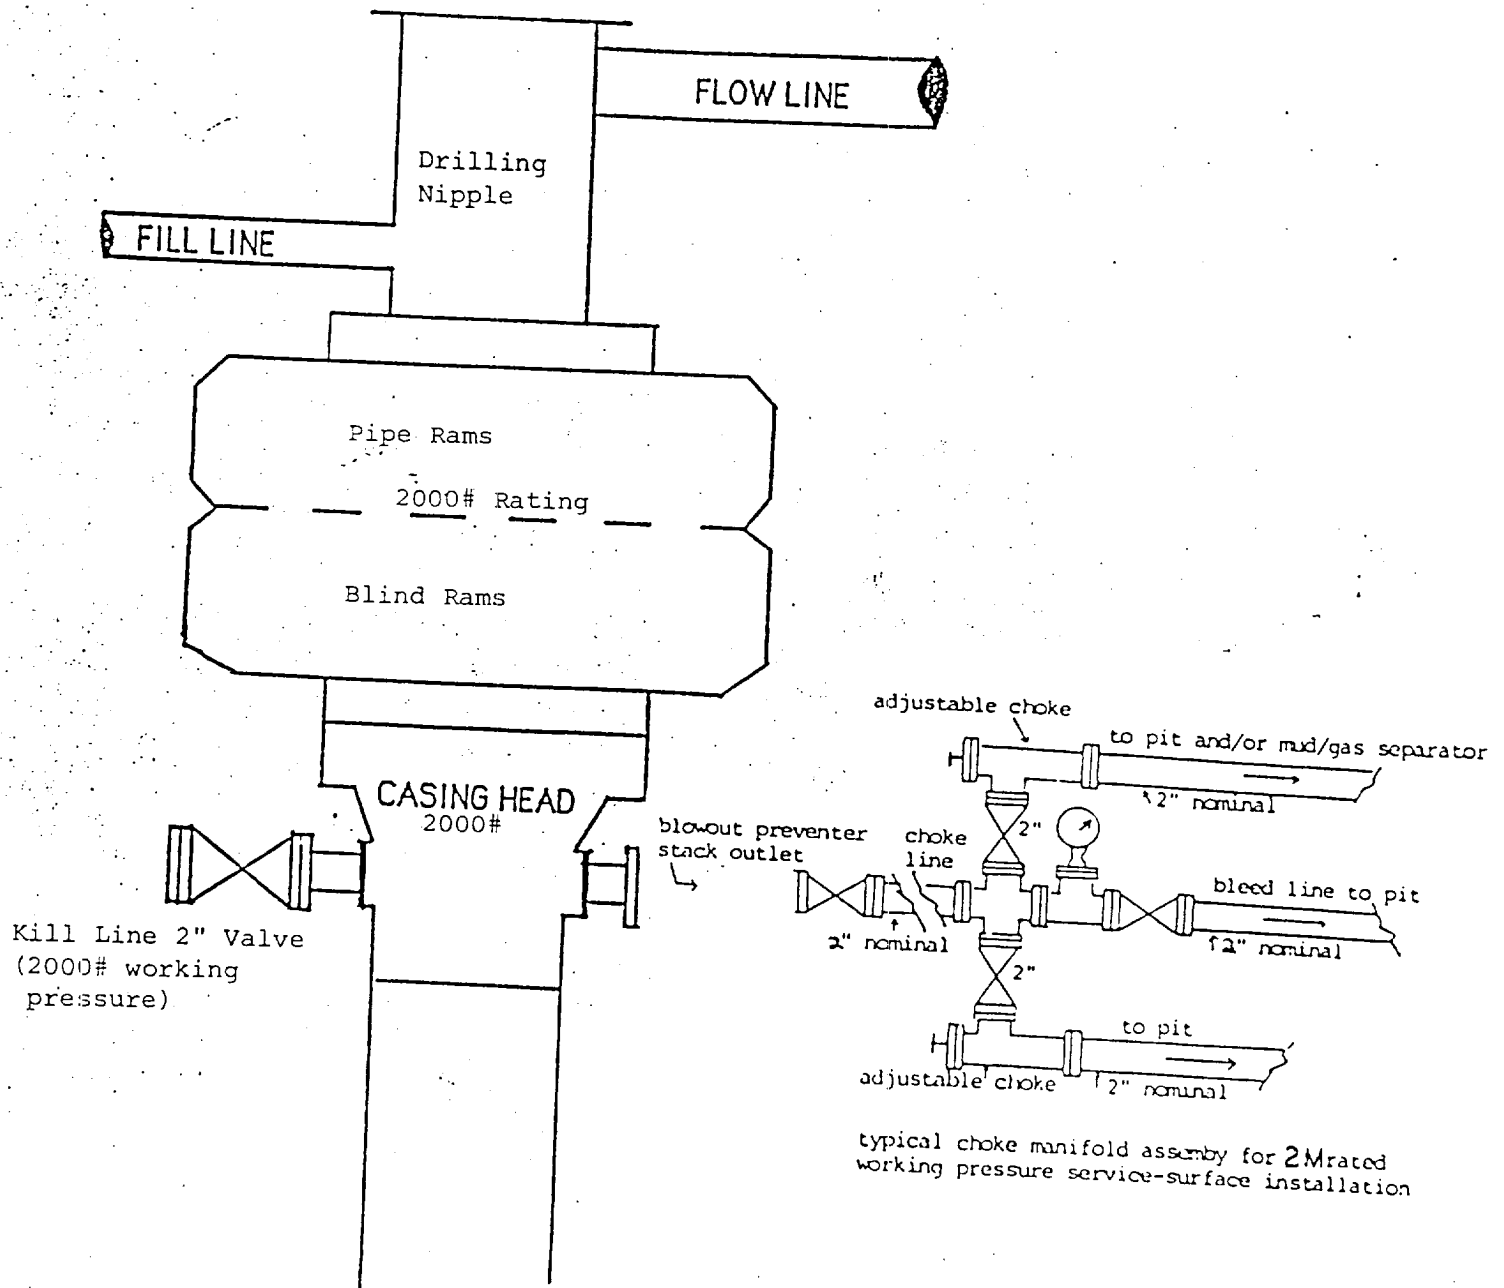 FLOW LINE
Drilling
Nipple
FILL LINE
Pipe Rams
2000# Rating
Blind Rams
CASING HEAD
2000#
Kill Line 2" Valve
(2000# working
pressure)
blowout preventer
stack outlet
adjustable choke
to pit and/or mud/gas separator
2" nominal
2"
choke
line
bleed line to pit
2" nominal
2" nominal
2"
to pit
adjustable choke
2" nominal
typical choke manifold assemby for 2M rated
working pressure service-surface installation